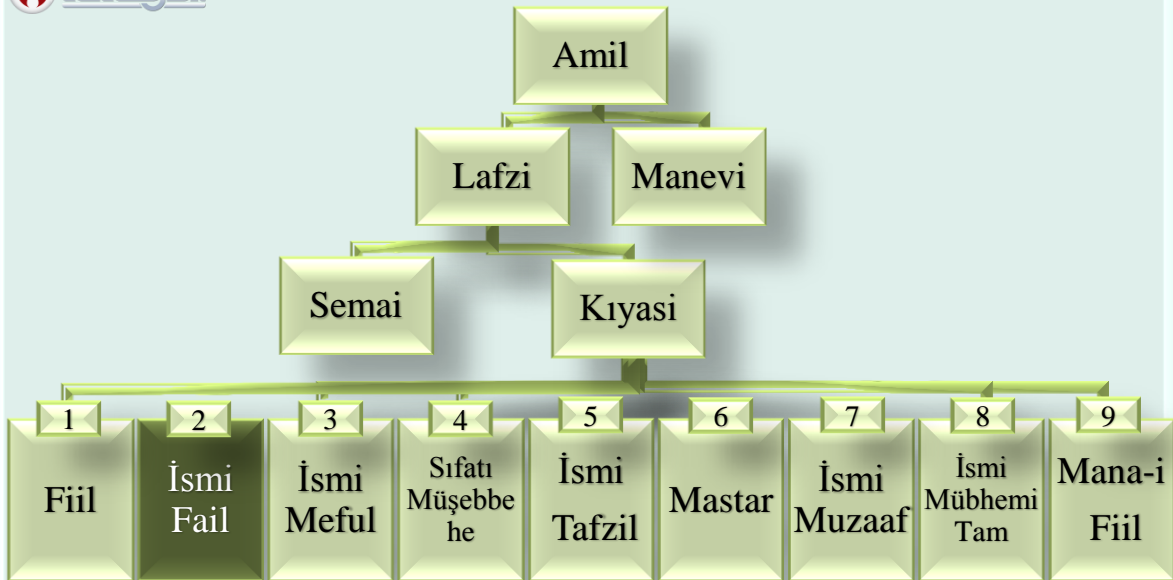 Amil
Lafzi
Manevi
Semai
Kıyasi
1
2
3
4
5
6
7
8
9
Fiil
İsmi
Fail
İsmi
Meful
Sıfatı
Müşebbe
he
İsmi
Tafzil
Mastar
İsmi
Muzaaf
İsmi
Mübhemi
Tam
Mana-i
Fiil